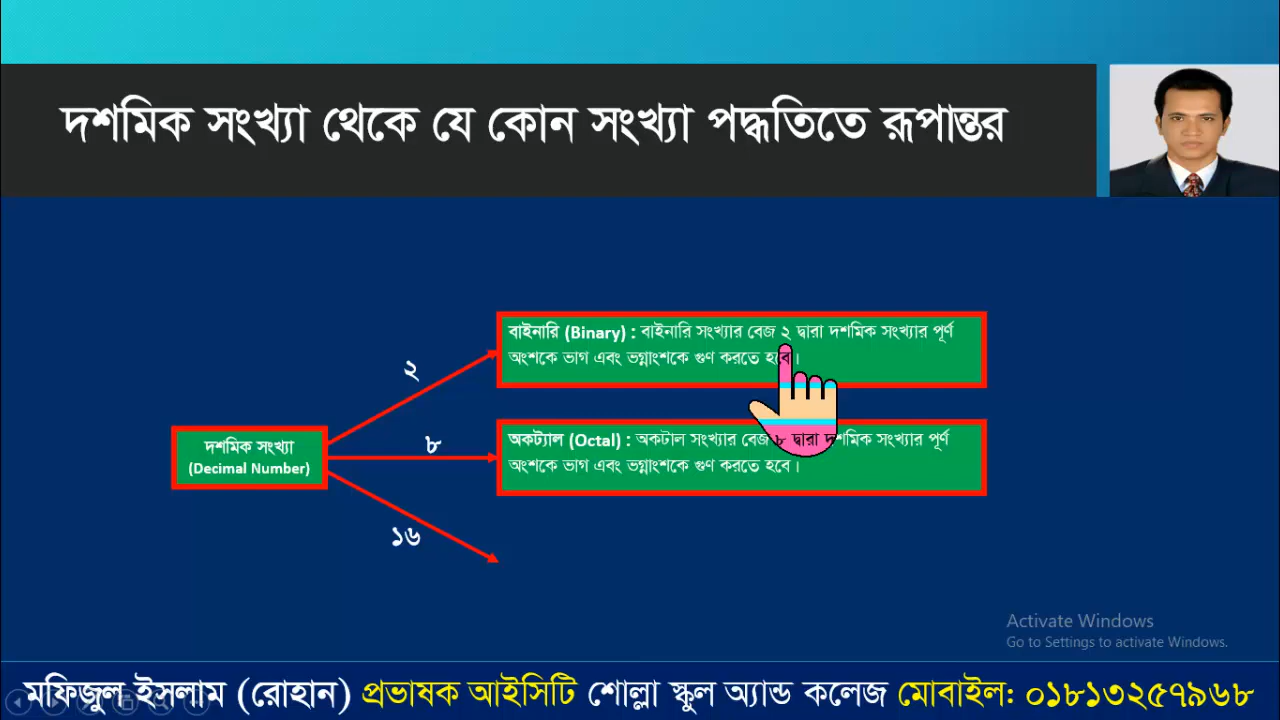 দশমিক সংখ্যা থেকে যে কোন সংখ্যা পদ্ধতিতে রূপান্তর
বাইনারি (Binary) : বাইনারি সংখ্যার বেজ ২ দ্বারা দশমিক সংখ্যার পূর্ণ
অংশকে ভাগ এবং ভগ্নাংশকে গুণ করতে হবে।
২
দশমিক সংখ্যা
(Decimal Number)
৮
অকট্যাল (Octal) : অকটাল সংখ্যার বেজ ৮ দ্বারা দশমিক সংখ্যার পূর্ণ
অংশকে ভাগ এবং ভগ্নাংশকে গুণ করতে হবে।
১৬
Activate Windows
Go to Settings to activate Windows.
মফিজুল ইসলাম (রোহান) প্রভাষক আইসিটি শোল্লা স্কুল অ্যান্ড কলেজ মোবাইল: ০১৮১৩২৫৭৯৬৮